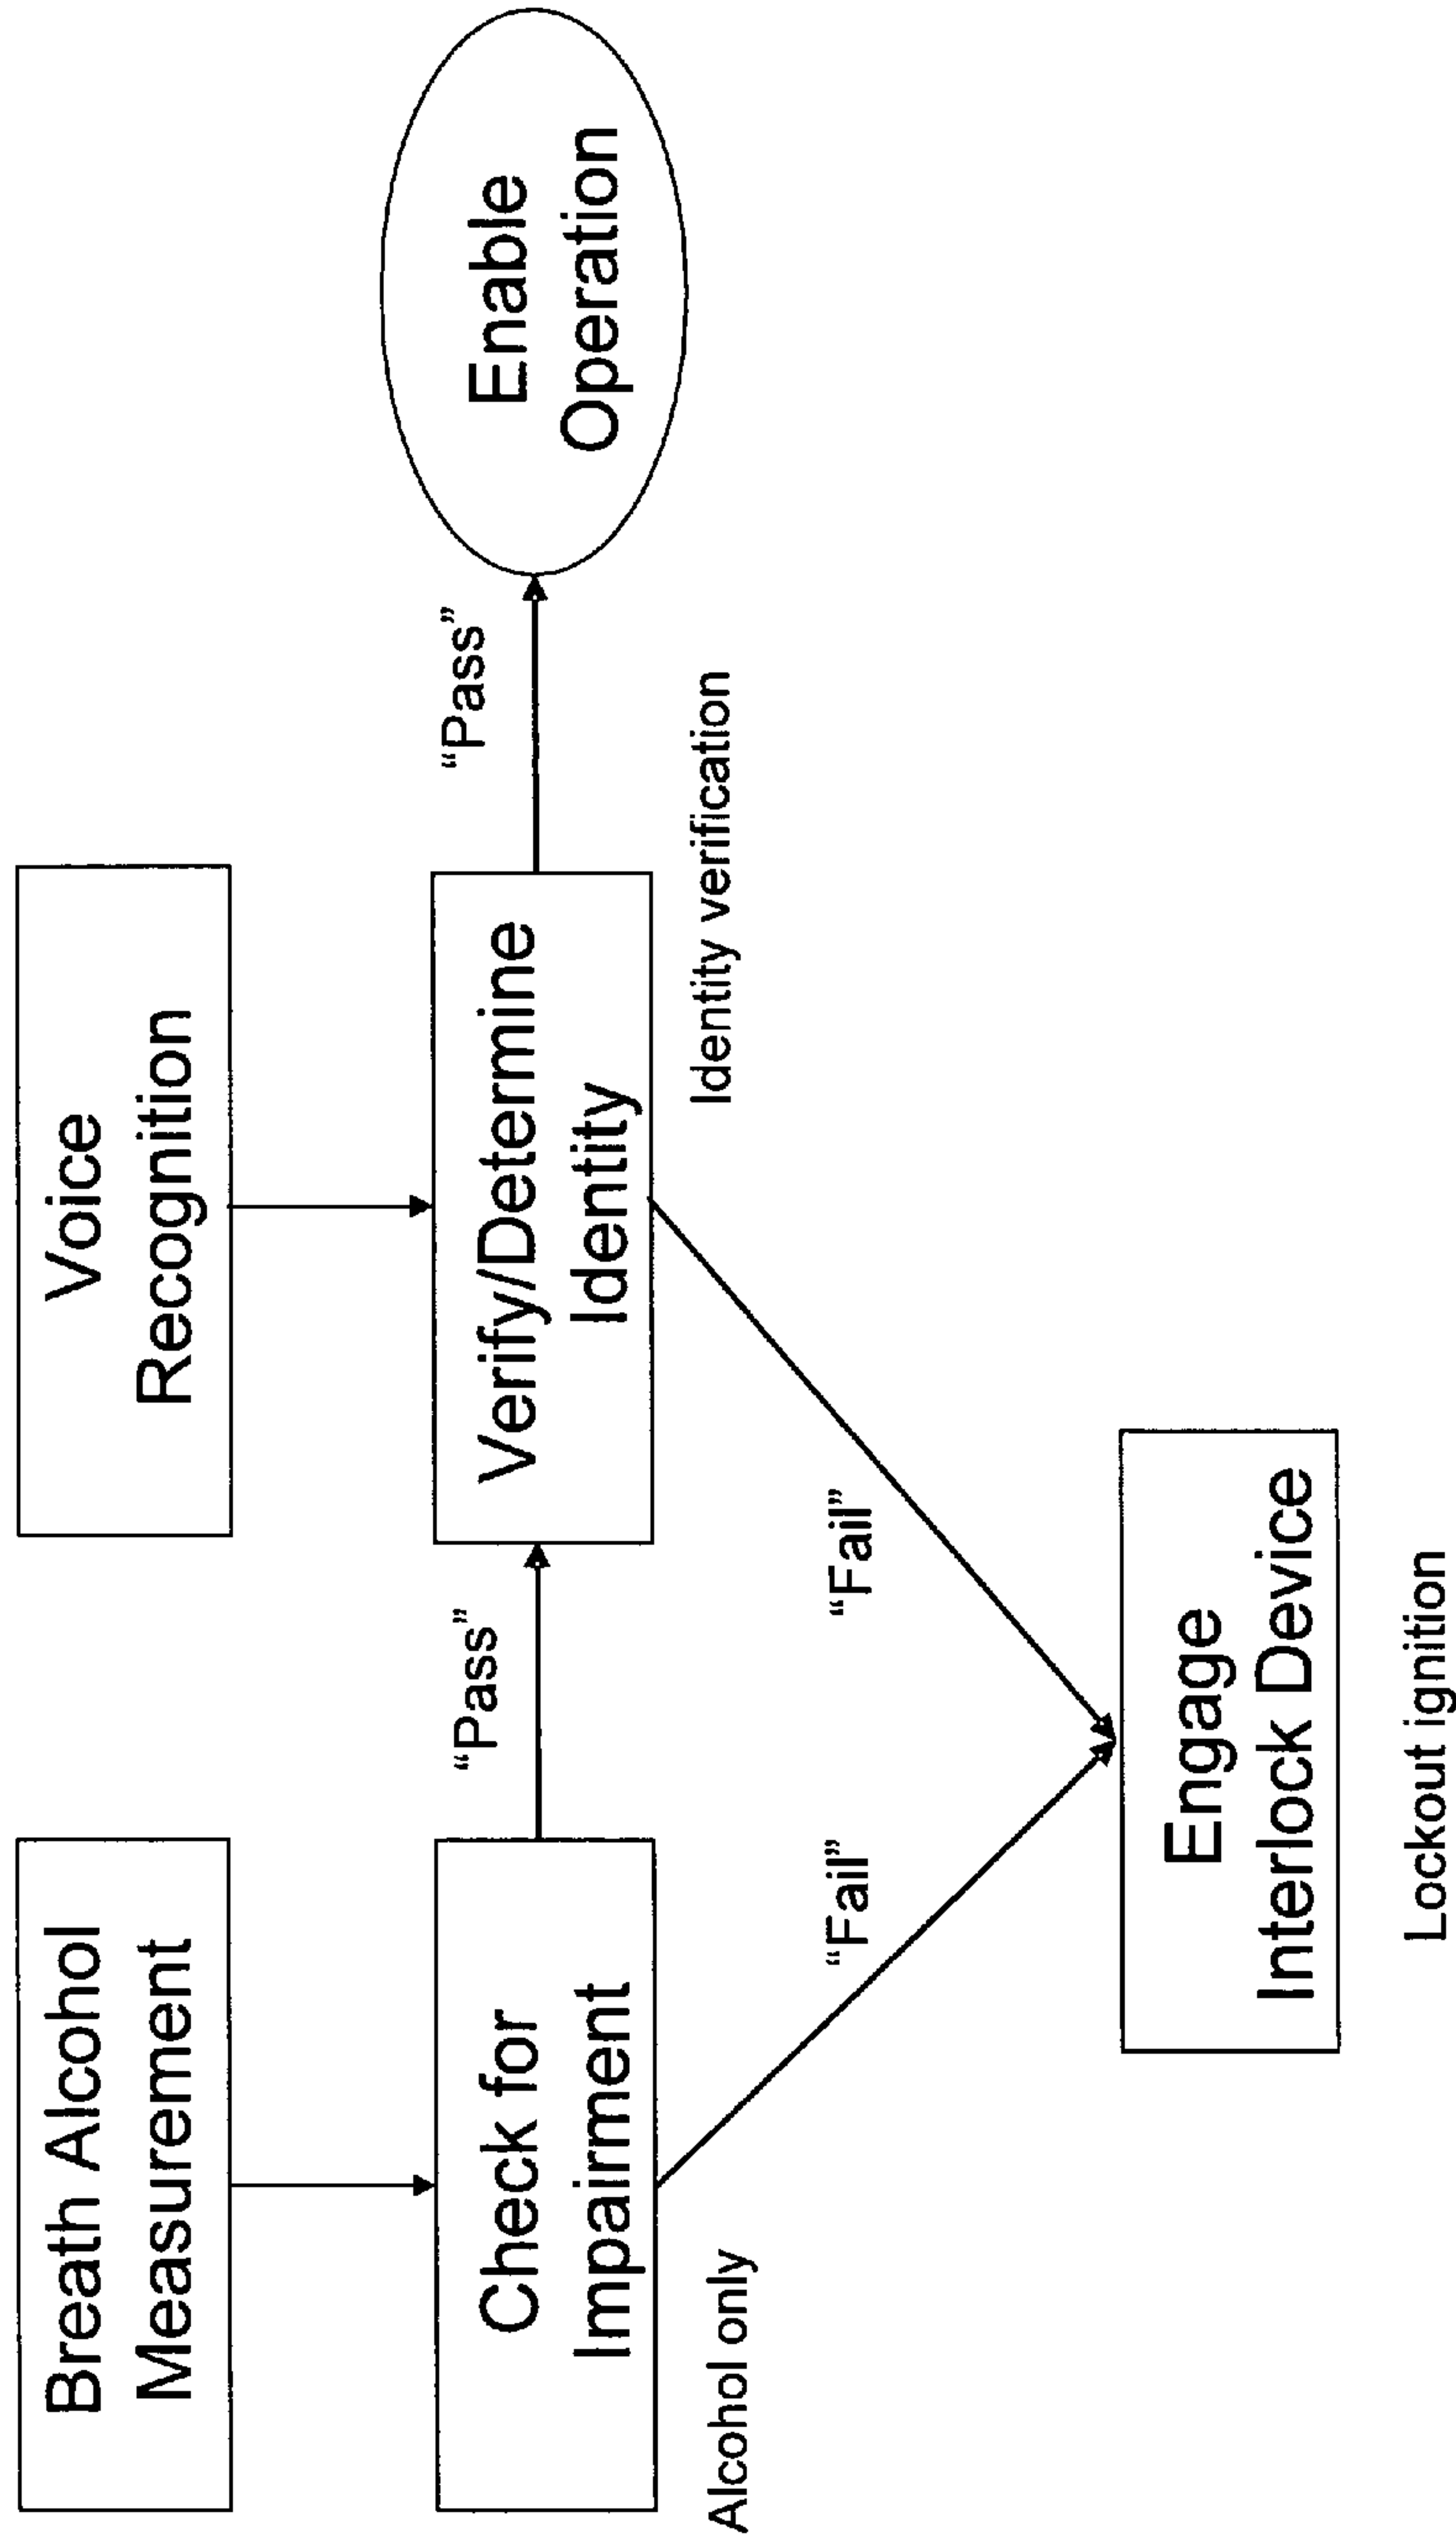 Breath Alcohol
Measurement
Voice
Recognition
Check for
Impairment
"Pass"
Verify/Determine
Identity
“Pass”
Enable
Operation
Alcohol only
Identity verification
“Fail”
“Fail”
Engage
Interlock Device
Lockout ignition